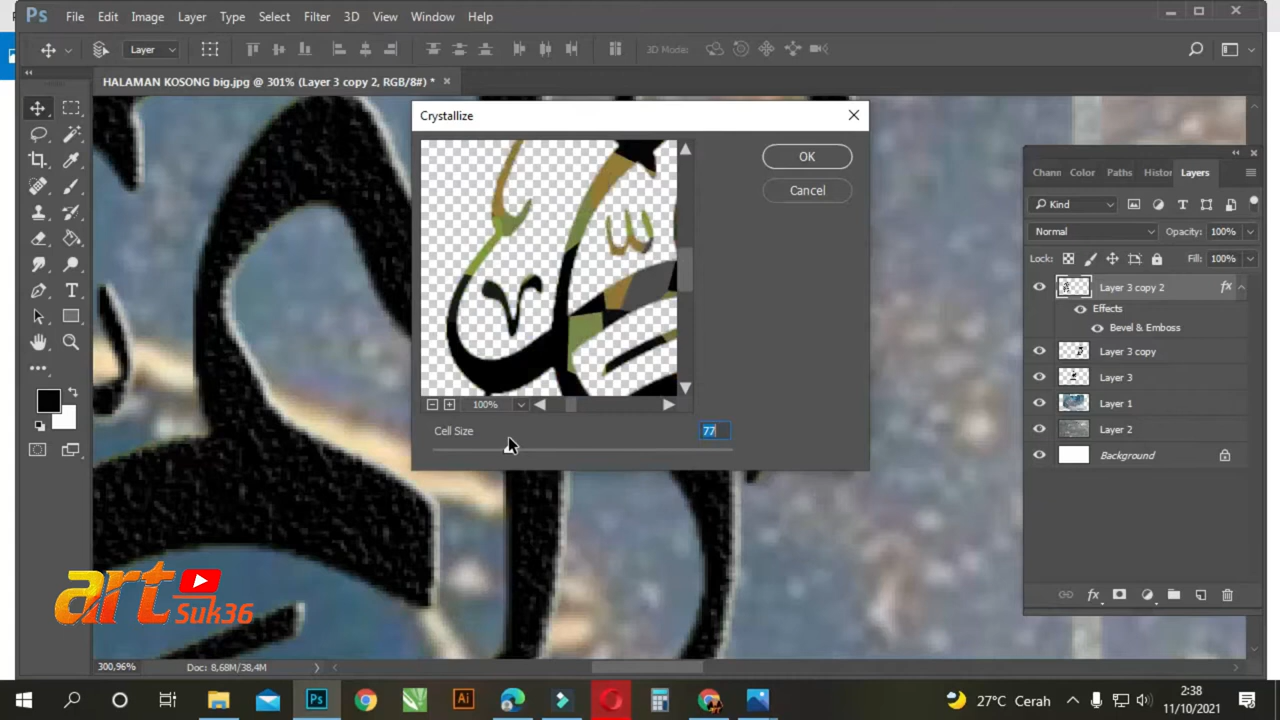 Ps File Edit Image Layer Type Select Filter 3D View Window Help
Layer 3D Mode:
HALAMAN KOSONG big.jpg @ 301% (Layer 3 copy 2, RGB/8#) *
Crystallize
OK
Cancel
100%
Cell Size 77
Chann Color Paths Histor Layers
Kind
Normal Opacity: 100%
Lock: Fill: 100%
Layer 3 copy 2 fx
Effects
Bevel & Emboss
Layer 3 copy
Layer 3
Layer 1
Layer 2
Background
fx
art
Suk36
300,96% Doc: 8,68M/38,4M
Ps Ai 27°C Cerah 2:38
11/10/2021